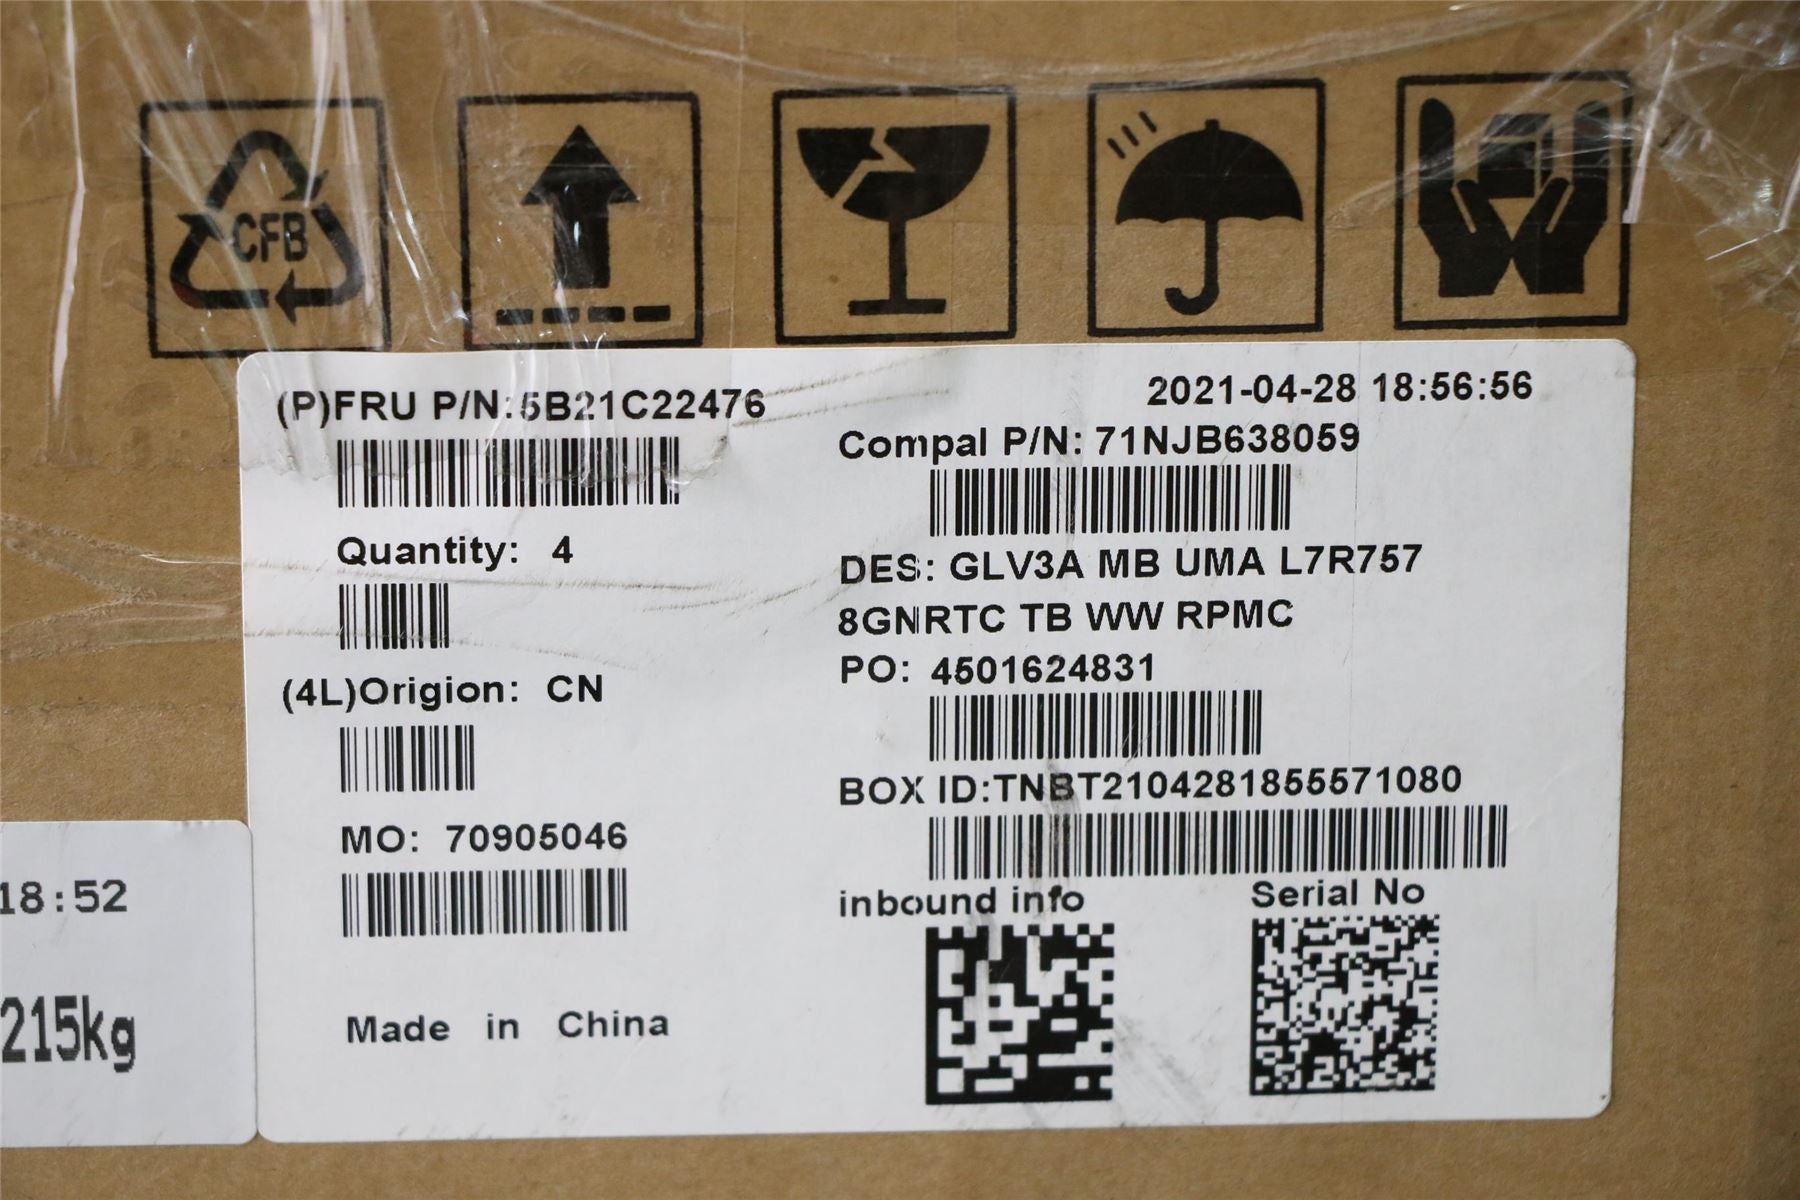 CFB
(P)FRU P/N:5B21C22476
Quantity: 4
(4L)Origion: CN
MO: 70905046
Made in China
2021-04-28 18:56:56
Compal P/N: 71NJB638059
DES: GLV3A MB UMA L7R757
8GNRTC TB WW RPMC
PO: 4501624831
BOX ID:TNBT2104281855571080
inbound info
Serial No
18:52
215kg